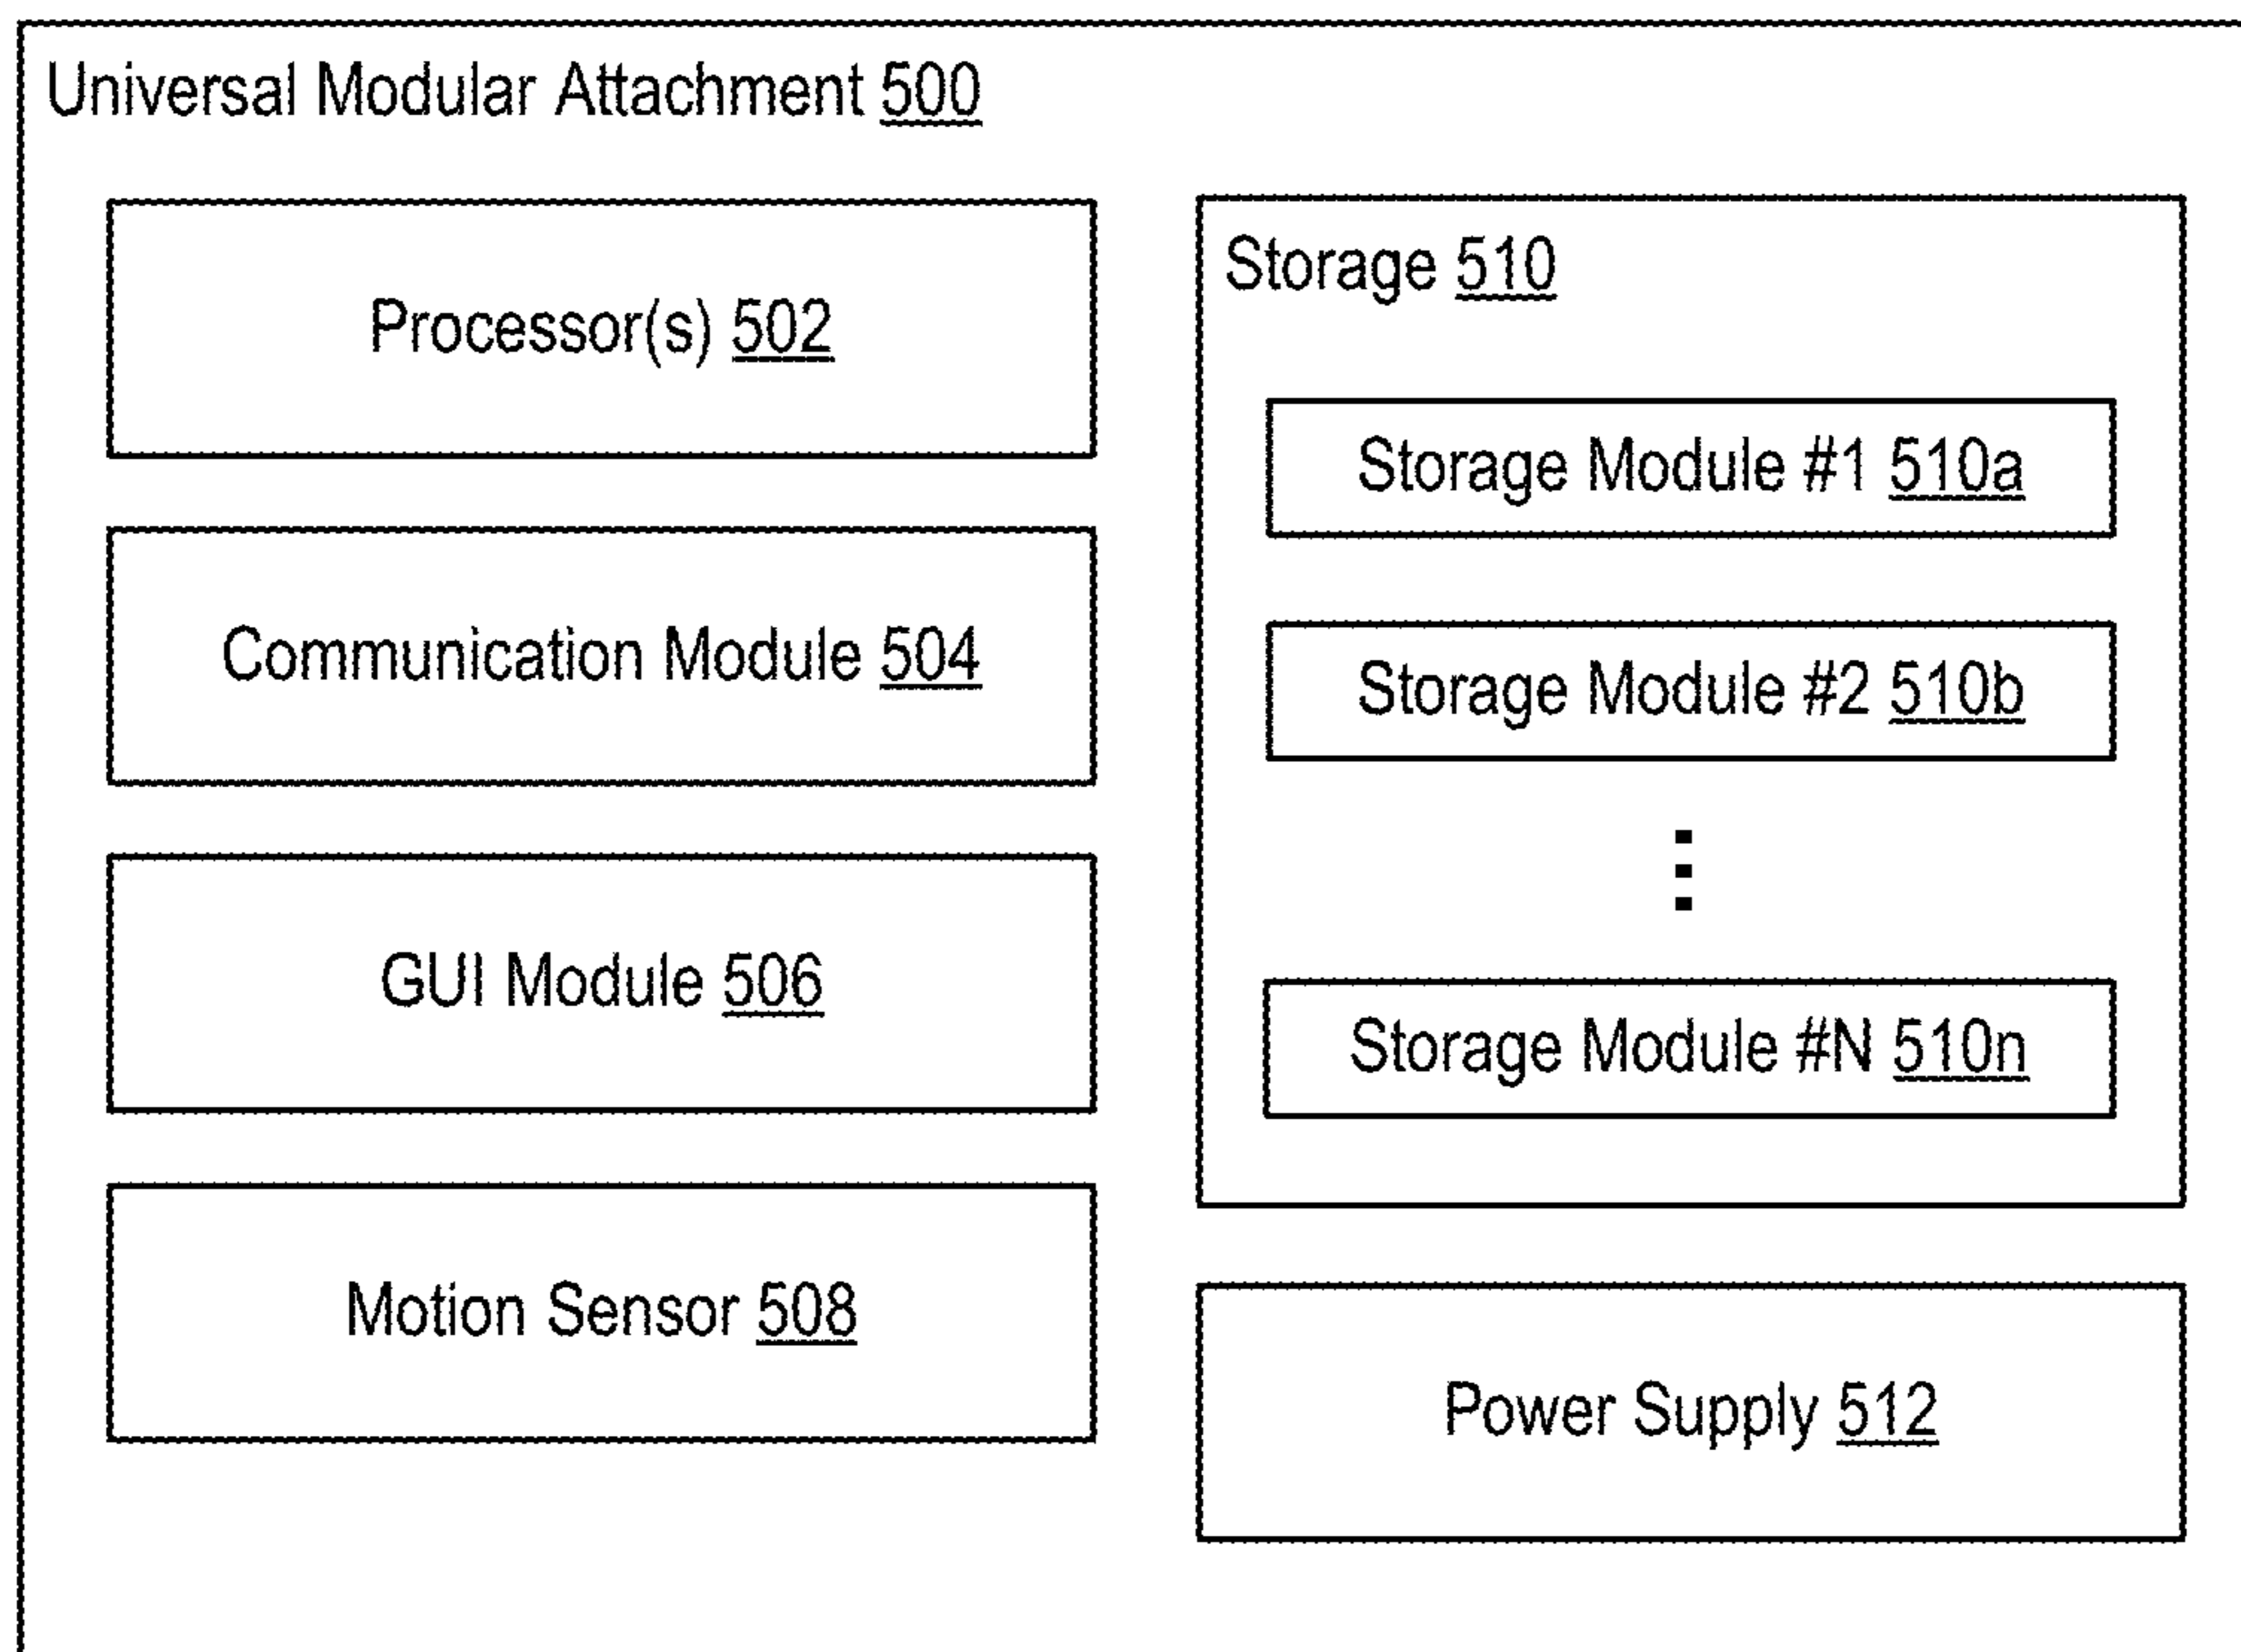 Universal Modular Attachment 500
Processor(s) 502
Communication Module 504
GUI Module 506
Motion Sensor 508
Storage 510
Storage Module #1 510a
Storage Module #2 510b
Storage Module #N 510n
Power Supply 512